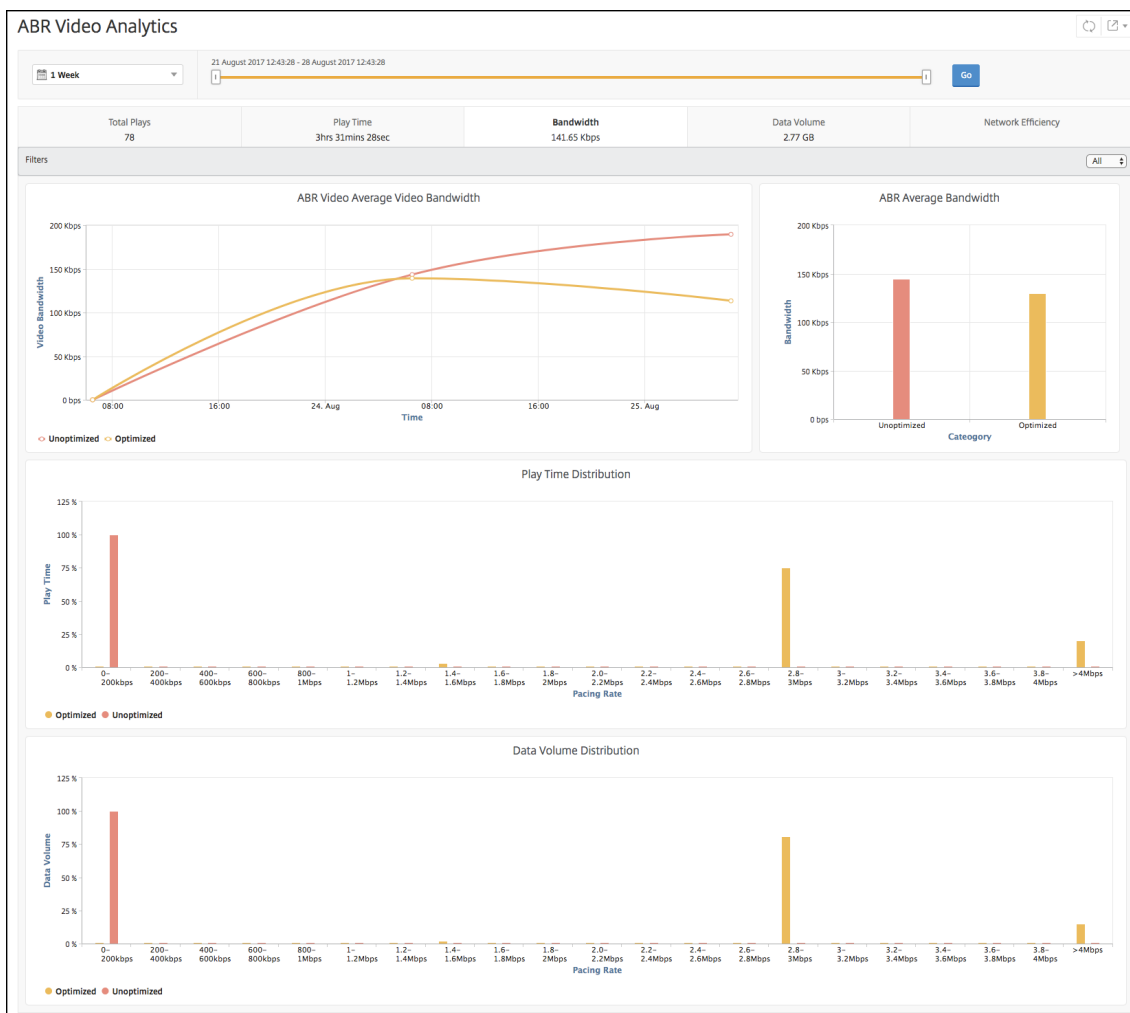 ABR Video Analytics
1 Week
21 August 2017 12:43:28 - 28 August 2017 12:43:28
Go
Total Plays
78
Play Time
3hrs 31mins 28sec
Bandwidth
141.65 Kbps
Data Volume
2.77 GB
Network Efficiency
Filters
All
ABR Video Average Video Bandwidth
200 Kbps
150 Kbps
100 Kbps
50 Kbps
0 bps
Video Bandwidth
08:00 16:00 24. Aug 08:00 16:00 25. Aug
Time
Unoptimized Optimized
ABR Average Bandwidth
200 Kbps
150 Kbps
100 Kbps
50 Kbps
0 bps
Bandwidth
Unoptimized Optimized
Cateogory
Play Time Distribution
125 %
100 %
75 %
50 %
25 %
0 %
Play Time
0– 200– 400– 600– 800– 1– 1.2– 1.4– 1.6– 1.8– 2.0– 2.2– 2.4– 2.6– 2.8– 3– 3.2– 3.4– 3.6– 3.8– >4Mbps
200kbps 400kbps 600kbps 800kbps 1Mbps 1.2Mbps 1.4Mbps 1.6Mbps 1.8Mbps 2Mbps 2.2Mbps 2.4Mbps 2.6Mbps 2.8Mbps 3Mbps 3.2Mbps 3.4Mbps 3.6Mbps 3.8Mbps 4Mbps
Pacing Rate
Optimized Unoptimized
Data Volume Distribution
125 %
100 %
75 %
50 %
25 %
0 %
Data Volume
0– 200– 400– 600– 800– 1– 1.2– 1.4– 1.6– 1.8– 2.0– 2.2– 2.4– 2.6– 2.8– 3– 3.2– 3.4– 3.6– 3.8– >4Mbps
200kbps 400kbps 600kbps 800kbps 1Mbps 1.2Mbps 1.4Mbps 1.6Mbps 1.8Mbps 2Mbps 2.2Mbps 2.4Mbps 2.6Mbps 2.8Mbps 3Mbps 3.2Mbps 3.4Mbps 3.6Mbps 3.8Mbps 4Mbps
Pacing Rate
Optimized Unoptimized